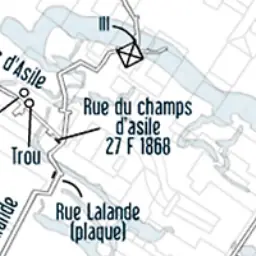 III
d'Asile
Rue du champs
d'asile
27 F 1868
Trou
Rue Lalande
(plaque)